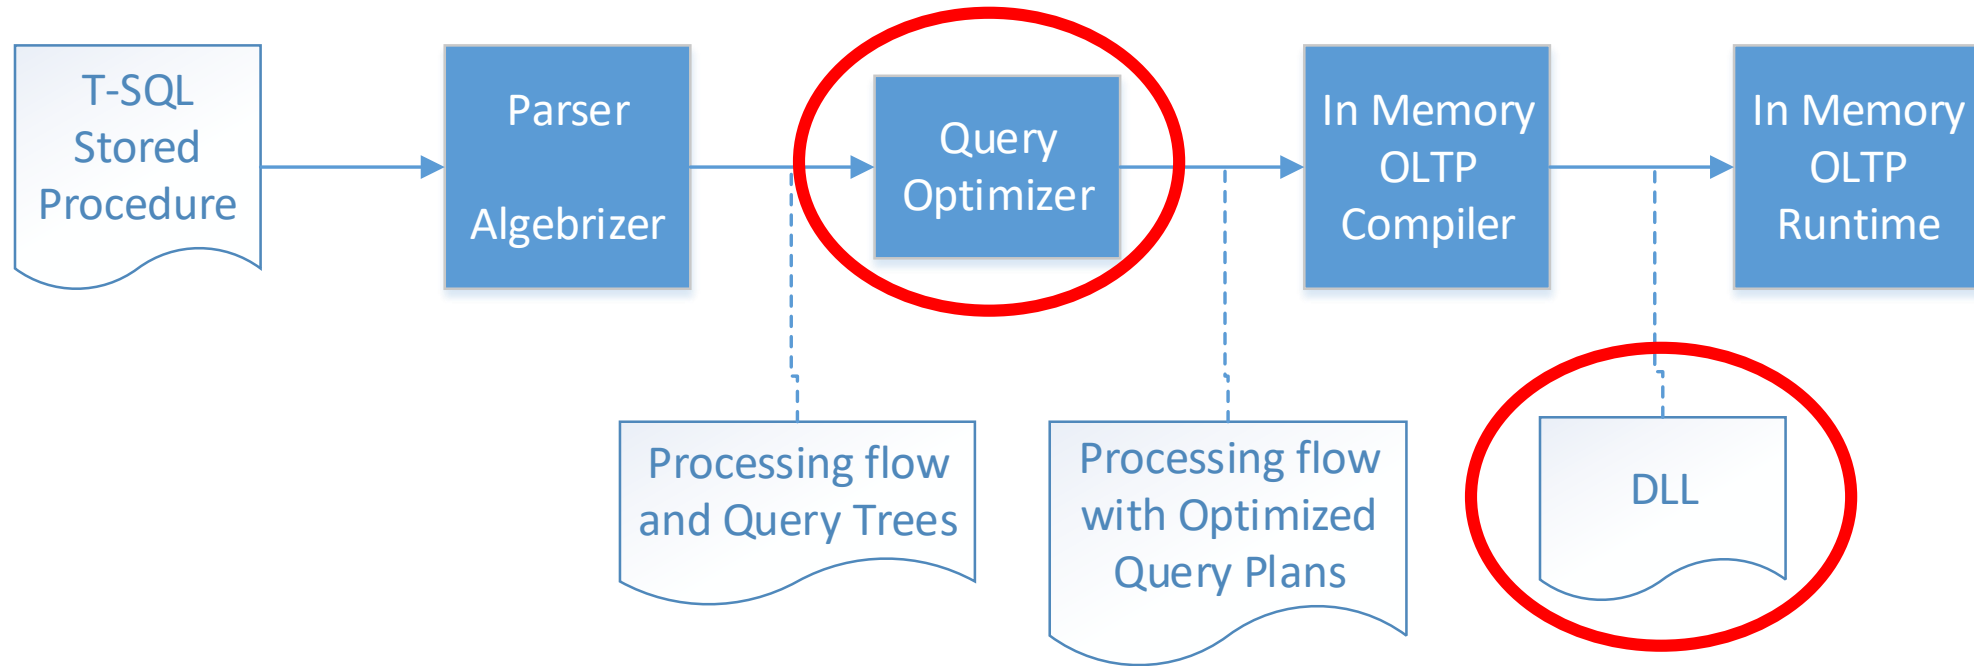 T-SQL
Stored
Procedure
Parser
Algebrizer
Query
Optimizer
In Memory
OLTP
Compiler
In Memory
OLTP
Runtime
Processing flow
and Query Trees
Processing flow
with Optimized
Query Plans
DLL